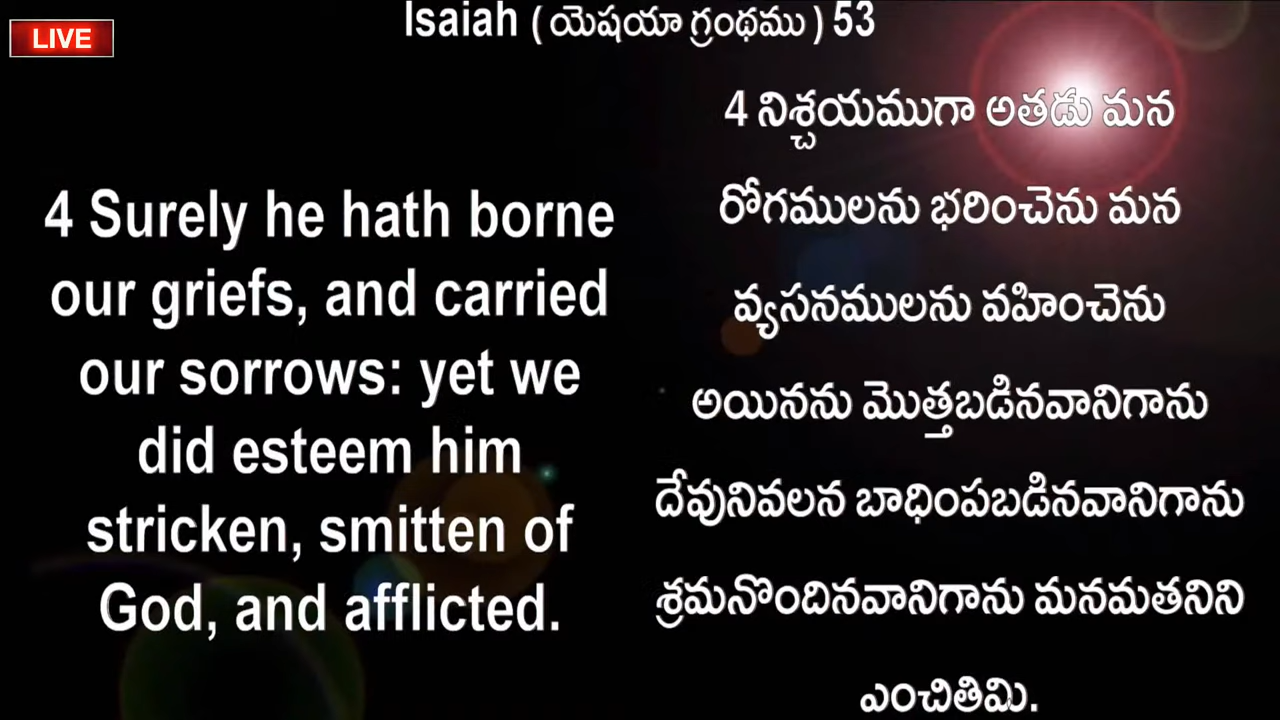 LIVE
Isaiah ( యెషయా గ్రంథము ) 53
4 Surely he hath borne
our griefs, and carried
our sorrows: yet we
did esteem him
stricken, smitten of
God, and afflicted.
4 నిశ్చయముగా అతడు మన
రోగములను భరించెను మన
వ్యసనములను వహించెను
అయినను మొత్తబడినవానిగాను
దేవునివలన బాధింపబడినవానిగాను
శ్రమనొందినవానిగాను మనమతనిని
ఎంచితిమి.